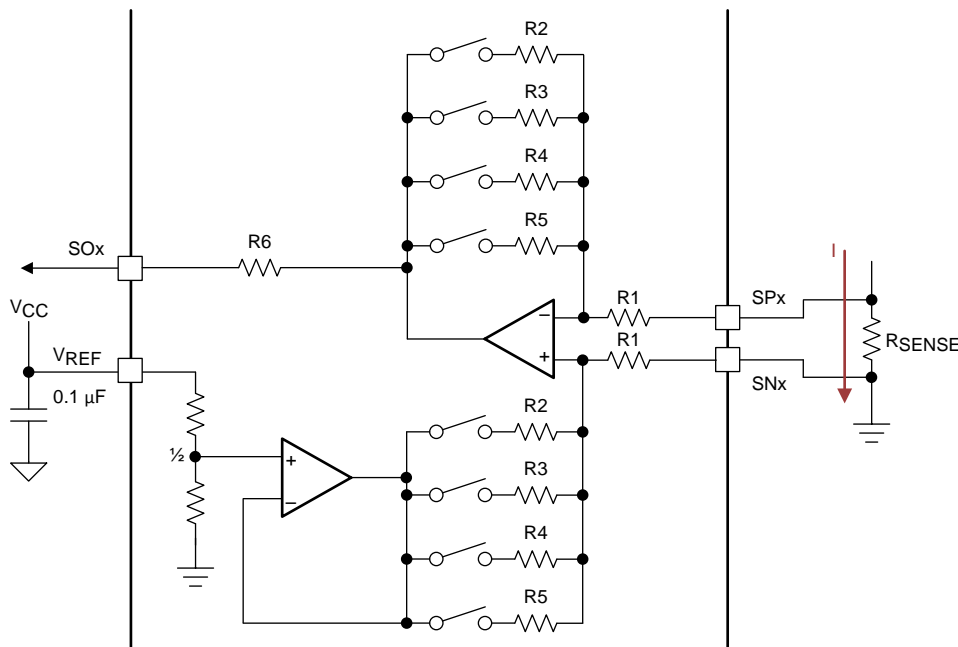 R2
R3
R4
R5
SOx
R6
I
VCC
R1
SPx
VREF
R1
RSENSE
0.1 µF
SNx
½
R2
R3
R4
R5
−
+
+
−